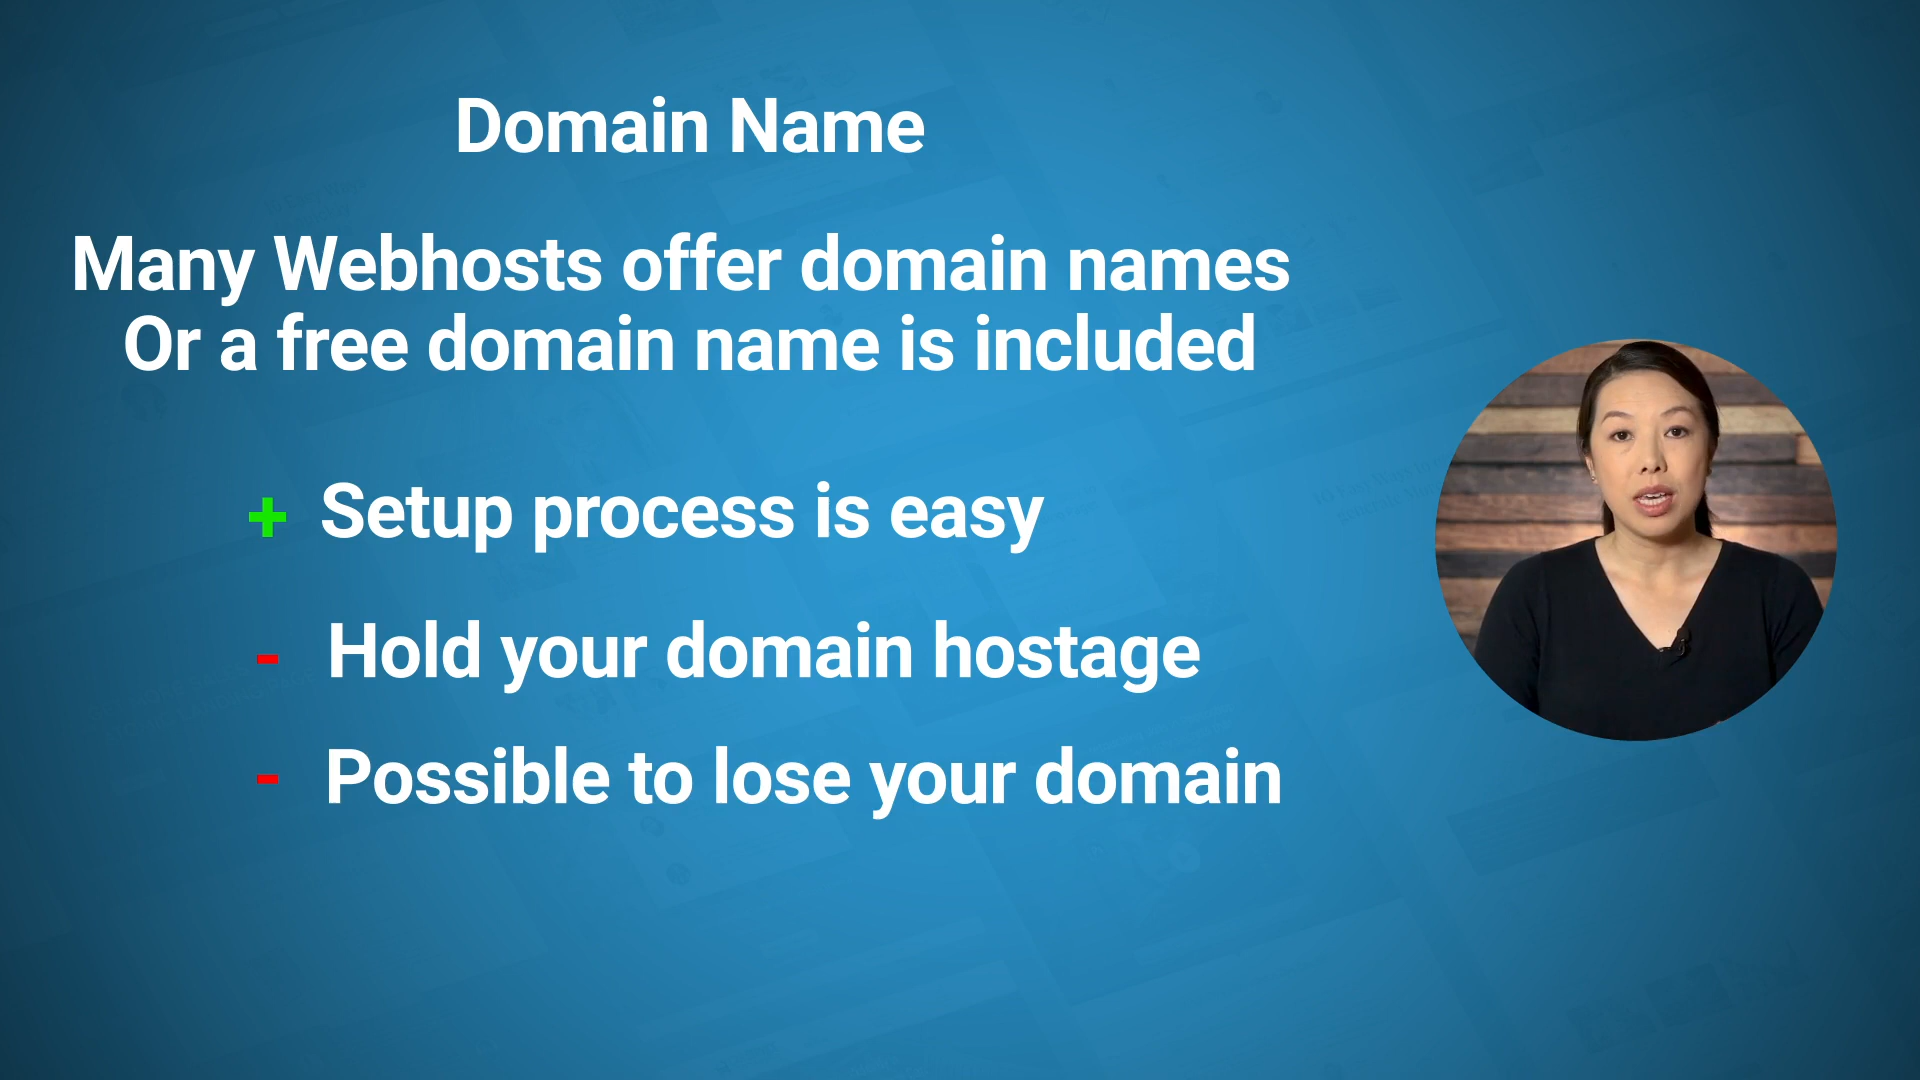 Domain Name
Many Webhosts offer domain names
Or a free domain name is included
+ Setup process is easy
- Hold your domain hostage
- Possible to lose your domain